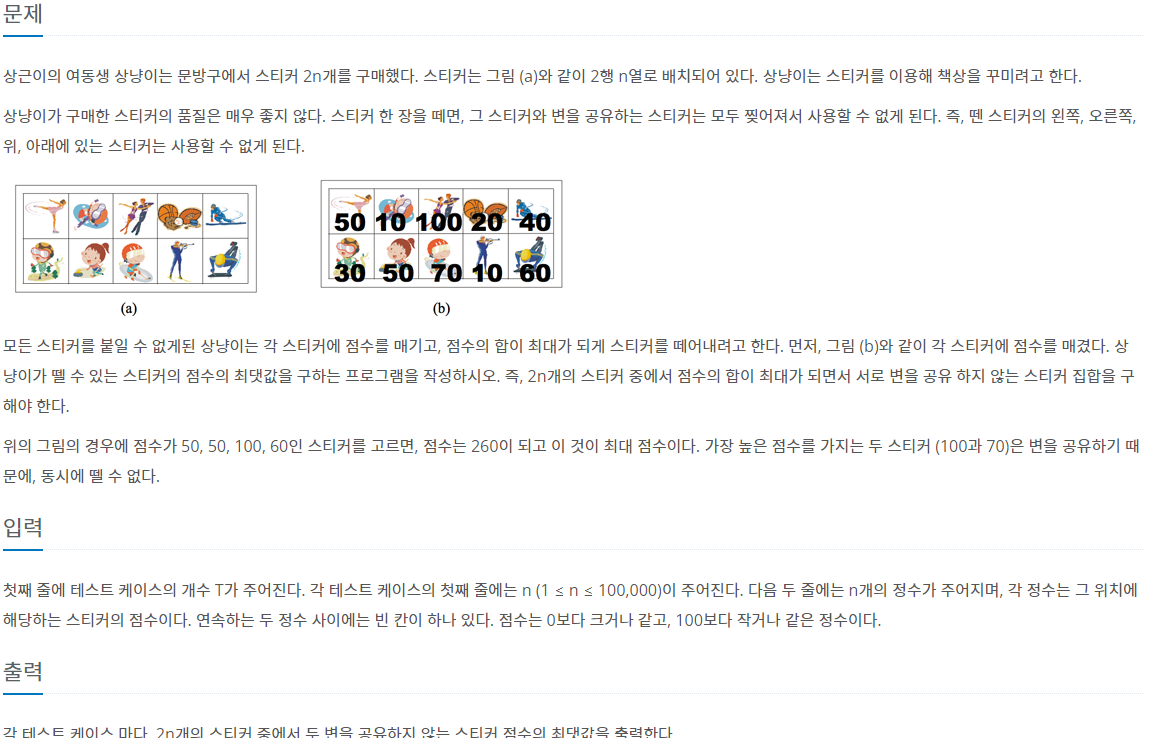 문제
상근이의 여동생 상냥이는 문방구에서 스티커 2n개를 구매했다. 스티커는 그림 (a)와 같이 2행 n열로 배치되어 있다. 상냥이는 스티커를 이용해 책상을 꾸미려고 한다.
상냥이가 구매한 스티커의 품질은 매우 좋지 않다. 스티커 한 장을 떼면, 그 스티커와 변을 공유하는 스티커는 모두 찢어져서 사용할 수 없게 된다. 즉, 뗀 스티커의 왼쪽, 오른쪽,
위, 아래에 있는 스티커는 사용할 수 없게 된다.
50 10 100 20 40
30 50 70 10 60
(a) (b)
모든 스티커를 붙일 수 없게된 상냥이는 각 스티커에 점수를 매기고, 점수의 합이 최대가 되게 스티커를 떼어내려고 한다. 먼저, 그림 (b)와 같이 각 스티커에 점수를 매겼다. 상
냥이가 뗄 수 있는 스티커의 점수의 최댓값을 구하는 프로그램을 작성하시오. 즉, 2n개의 스티커 중에서 점수의 합이 최대가 되면서 서로 변을 공유 하지 않는 스티커 집합을 구
해야 한다.
위의 그림의 경우에 점수가 50, 50, 100, 60인 스티커를 고르면, 점수는 260이 되고 이 것이 최대 점수이다. 가장 높은 점수를 가지는 두 스티커 (100과 70)은 변을 공유하기 때
문에, 동시에 뗄 수 없다.
입력
첫째 줄에 테스트 케이스의 개수 T가 주어진다. 각 테스트 케이스의 첫째 줄에는 n (1 ≤ n ≤ 100,000)이 주어진다. 다음 두 줄에는 n개의 정수가 주어지며, 각 정수는 그 위치에
해당하는 스티커의 점수이다. 연속하는 두 정수 사이에는 빈 칸이 하나 있다. 점수는 0보다 크거나 같고, 100보다 작거나 같은 정수이다.
출력
각 테스트 케이스 마다, 2n개의 스티커 중에서 두 변을 공유하지 않는 스티커 점수의 최댓값을 출력한다